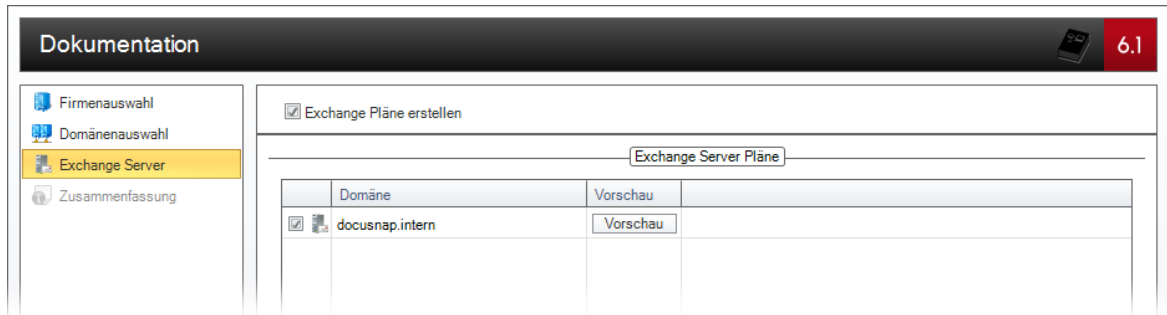 Dokumentation
6.1
Firmenauswahl
Domänenauswahl
Exchange Server
Zusammenfassung
Exchange Pläne erstellen
Exchange Server Pläne
Domäne Vorschau
docusnap.intern Vorschau